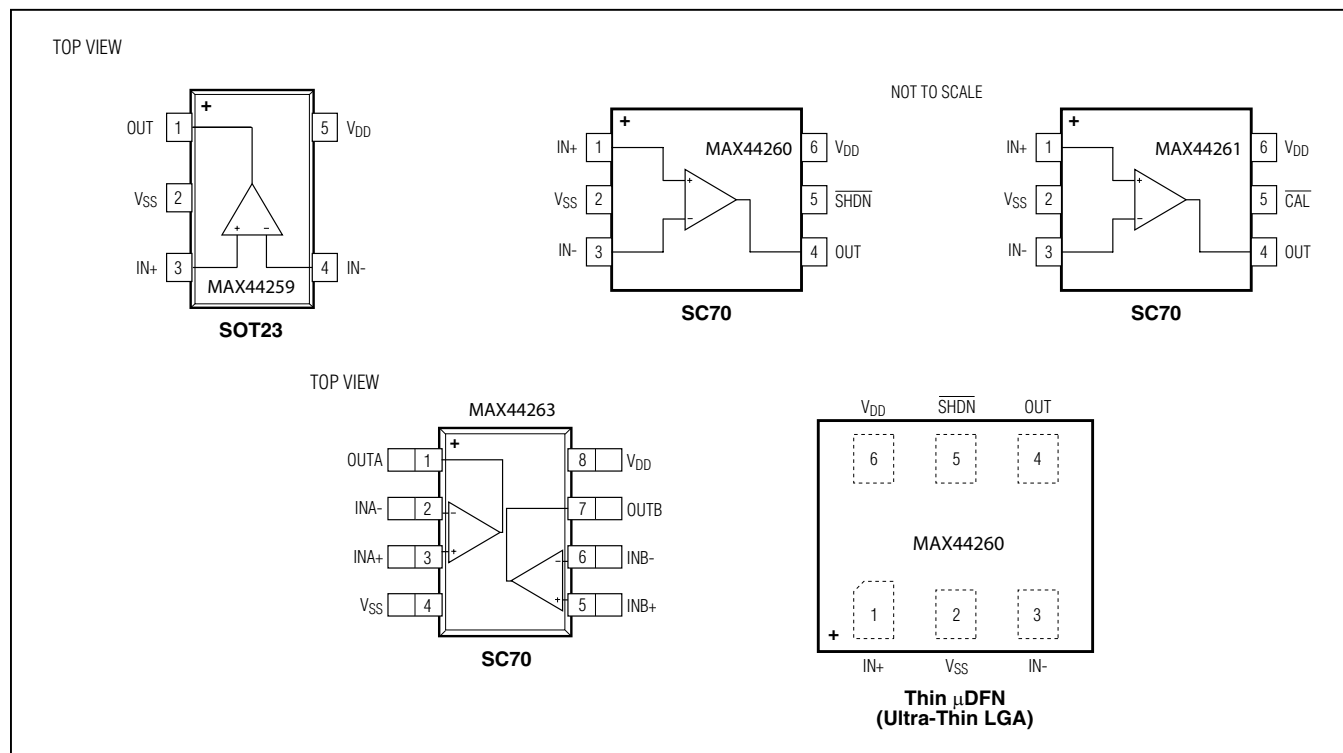 TOP VIEW
NOT TO SCALE
+
OUT 1 5 VDD
VSS 2
+ -
IN+ 3 4 IN-
MAX44259
SOT23
+
IN+ 1 MAX44260 6 VDD
+
VSS 2 5 SHDN
-
IN- 3 4 OUT
SC70
+
IN+ 1 MAX44261 6 VDD
+
VSS 2 5 CAL
-
IN- 3 4 OUT
SC70
TOP VIEW
MAX44263
+
OUTA 1 8 VDD
INA- 2 - 7 OUTB
INA+ 3 + - 6 INB-
VSS 4 + 5 INB+
SC70
VDD SHDN OUT
6 5 4
MAX44260
1 2 3
+
IN+ VSS IN-
Thin μDFN
(Ultra-Thin LGA)